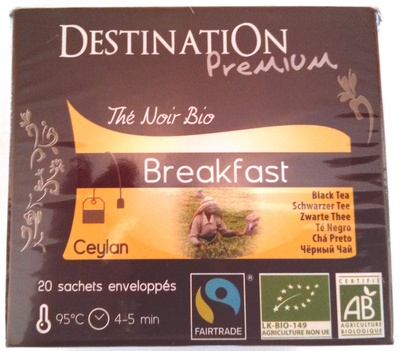 DESTINATION
Premium
Thé Noir Bio
Breakfast
Black Tea
Schwarzer Tee
Zwarte Thee
Té Negro
Chá Preto
Чёрный Чай
Ceylan
20 sachets enveloppés
95°C 4-5 min
®
FAIRTRADE
LK-BIO-149
AGRICULTURE NON UE
CERTIFIÉ
AB
AGRICULTURE
BIOLOGIQUE